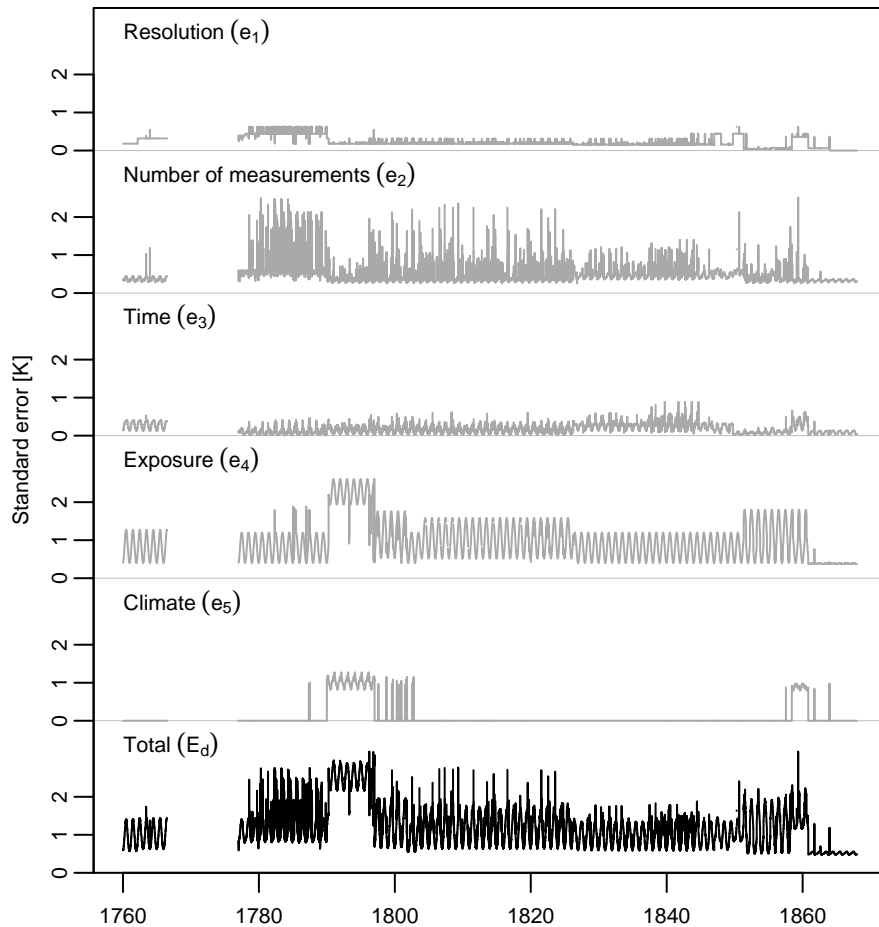 Resolution (e₁)
0 1 2
Number of measurements (e₂)
0 1 2
Time (e₃)
0 1 2
Standard error [K]
Exposure (e₄)
0 1 2
Climate (e₅)
0 1 2
Total (E_d)
0 1 2
1760 1780 1800 1820 1840 1860